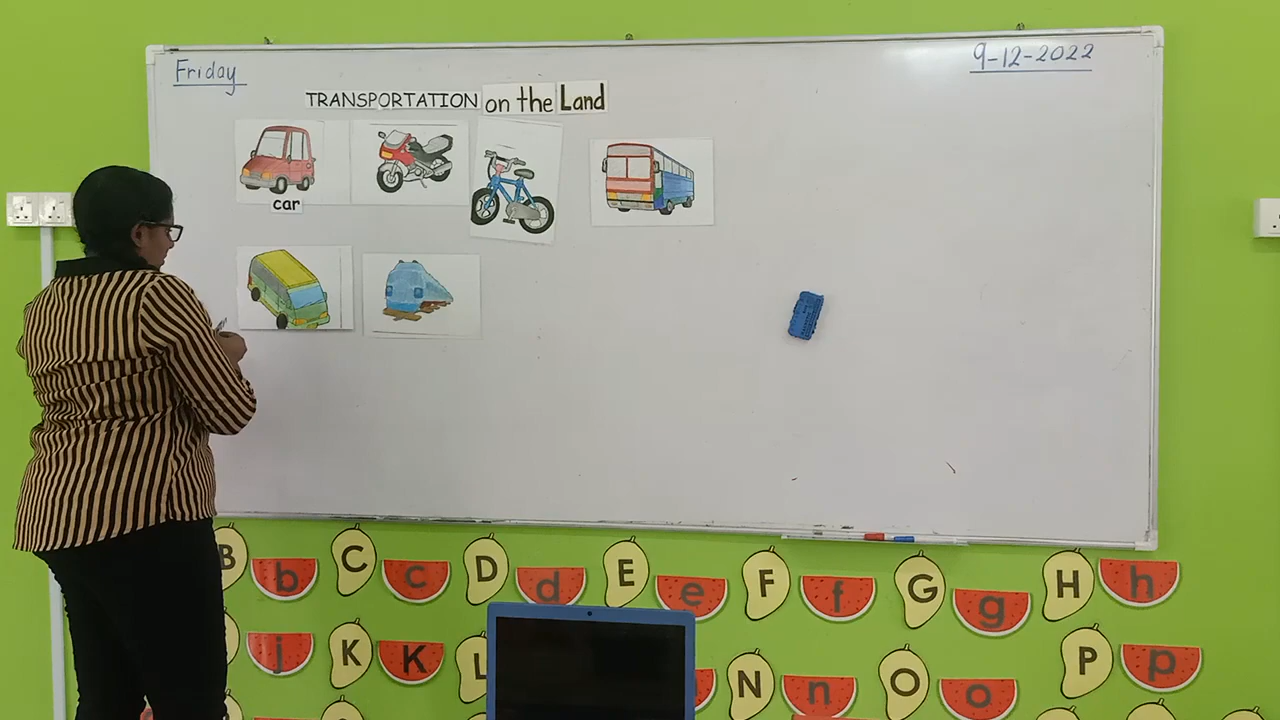 Friday
9-12-2022
TRANSPORTATION on the Land
car
B b C c D d E e F f G g H h
j K K L N n O o P p